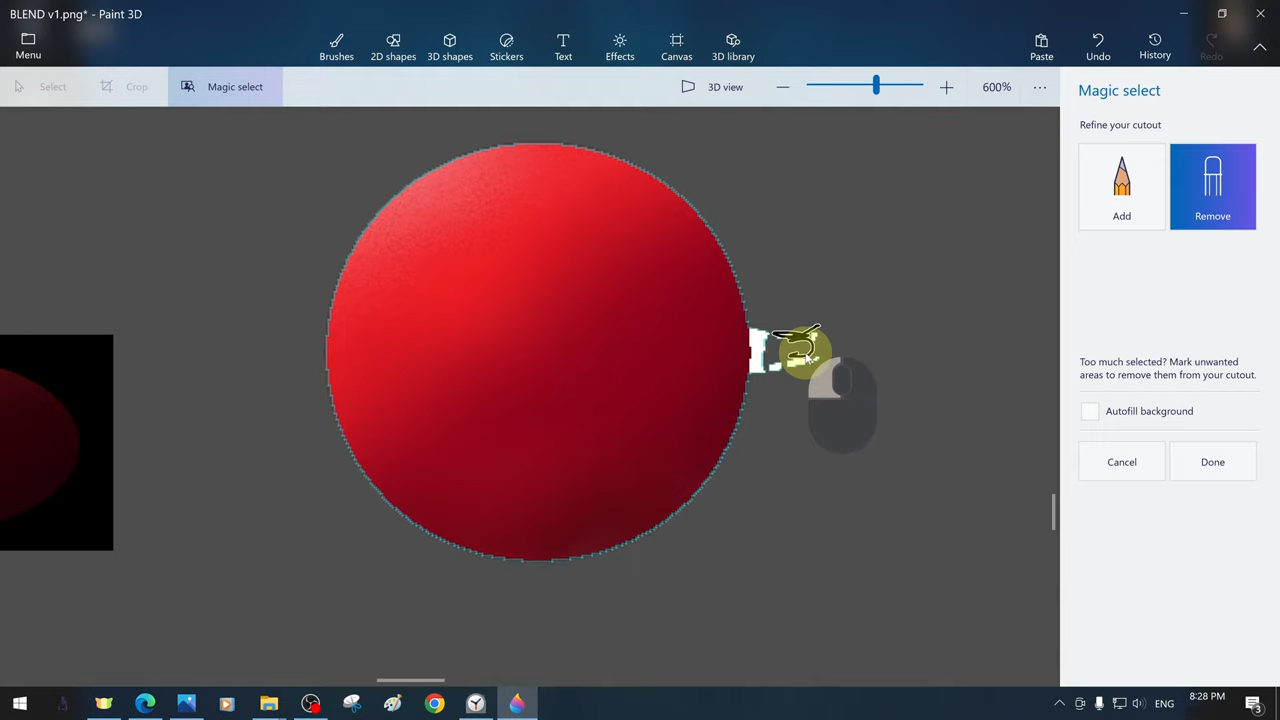 BLEND v1.png* - Paint 3D
Menu
Brushes
2D shapes
3D shapes
Stickers
Text
Effects
Canvas
3D library
Paste
Undo
History
Redo
Select
Crop
Magic select
3D view
600%
Magic select
Refine your cutout
Add
Remove
Too much selected? Mark unwanted
areas to remove them from your cutout.
Autofill background
Cancel
Done
ENG
8:28 PM
3